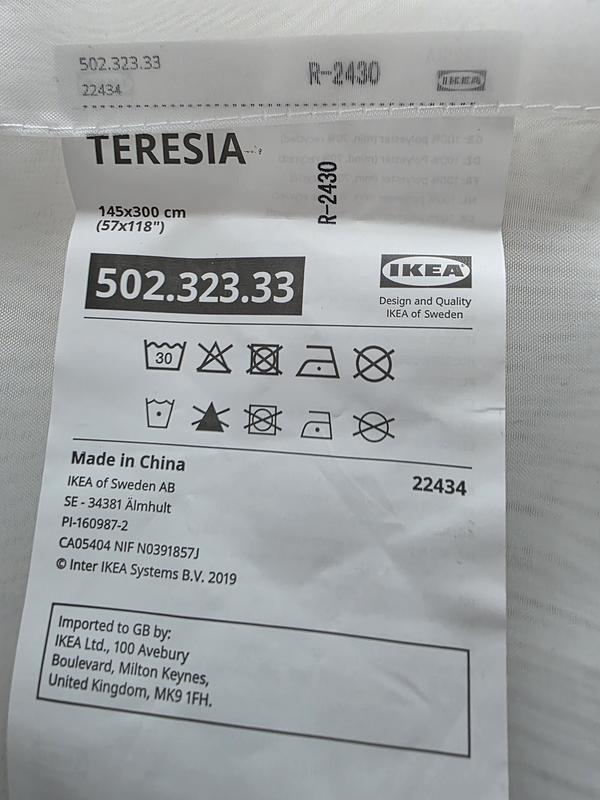 502.323.33
22434
R-2430
IKEA
TERESIA
R-2430
145x300 cm
(57x118")
502.323.33
IKEA
Design and Quality
IKEA of Sweden
30
Made in China
22434
IKEA of Sweden AB
SE - 34381 Älmhult
PI-160987-2
CA05404 NIF N0391857J
© Inter IKEA Systems B.V. 2019
Imported to GB by:
IKEA Ltd., 100 Avebury
Boulevard, Milton Keynes,
United Kingdom, MK9 1FH.